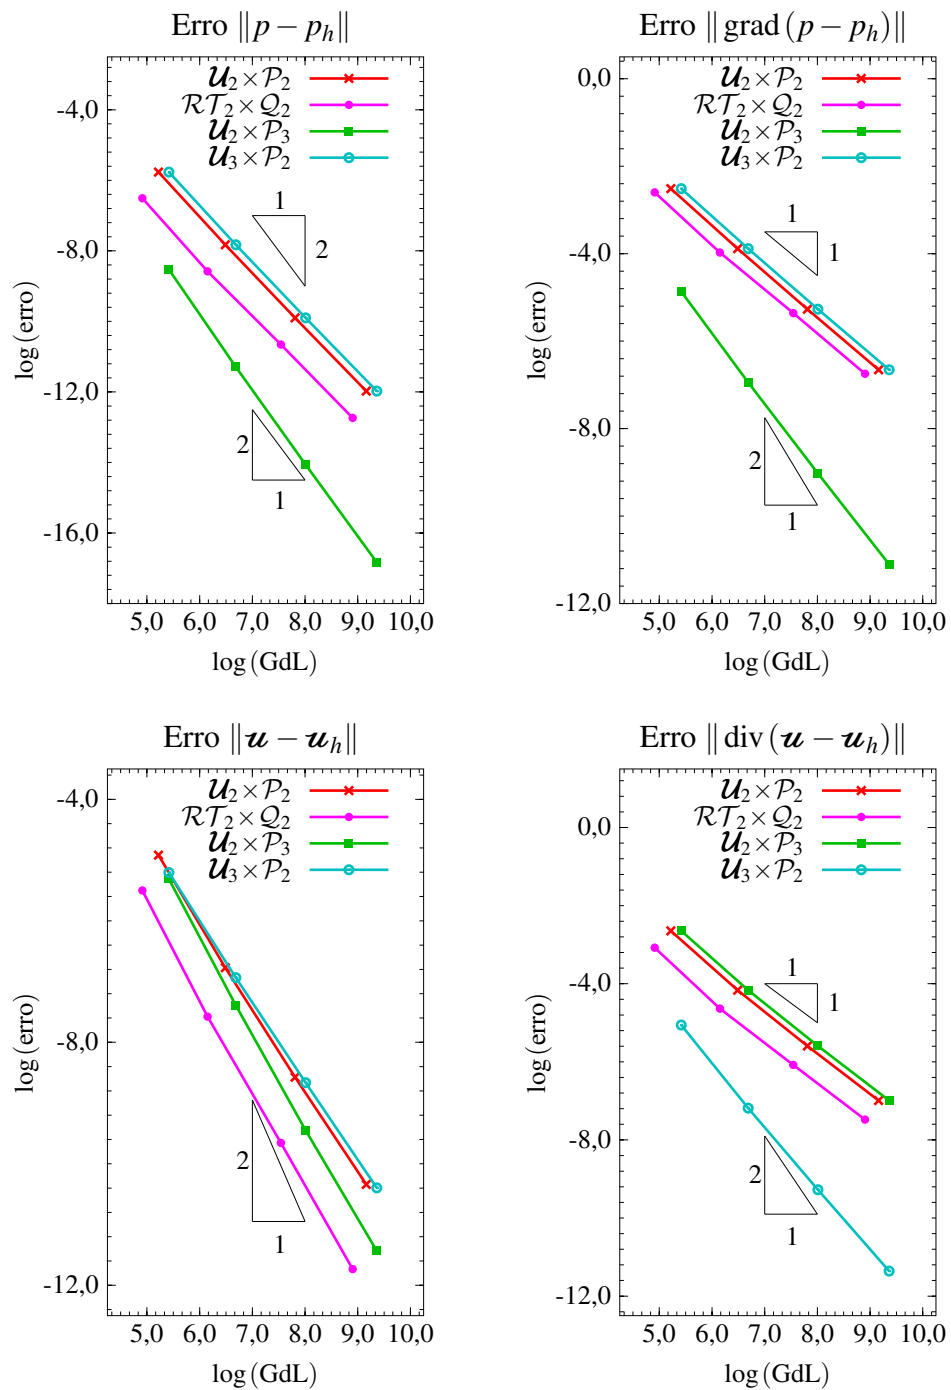 Erro ‖p − p_h‖
-4,0
-8,0
-12,0
-16,0
log (erro)
𝓤₂×𝒫₂
ℛ𝒯₂×𝒬₂
𝓤₂×𝒫₃
𝓤₃×𝒫₂
1
2
2
1
5,0 6,0 7,0 8,0 9,0 10,0
log (GdL)
Erro ‖ grad (p − p_h)‖
0,0
-4,0
-8,0
-12,0
log (erro)
𝓤₂×𝒫₂
ℛ𝒯₂×𝒬₂
𝓤₂×𝒫₃
𝓤₃×𝒫₂
1
1
2
1
5,0 6,0 7,0 8,0 9,0 10,0
log (GdL)
Erro ‖𝒖 − 𝒖_h‖
-4,0
-8,0
-12,0
log (erro)
𝓤₂×𝒫₂
ℛ𝒯₂×𝒬₂
𝓤₂×𝒫₃
𝓤₃×𝒫₂
2
1
5,0 6,0 7,0 8,0 9,0 10,0
log (GdL)
Erro ‖ div (𝒖 − 𝒖_h)‖
0,0
-4,0
-8,0
-12,0
log (erro)
𝓤₂×𝒫₂
ℛ𝒯₂×𝒬₂
𝓤₂×𝒫₃
𝓤₃×𝒫₂
1
1
2
1
5,0 6,0 7,0 8,0 9,0 10,0
log (GdL)